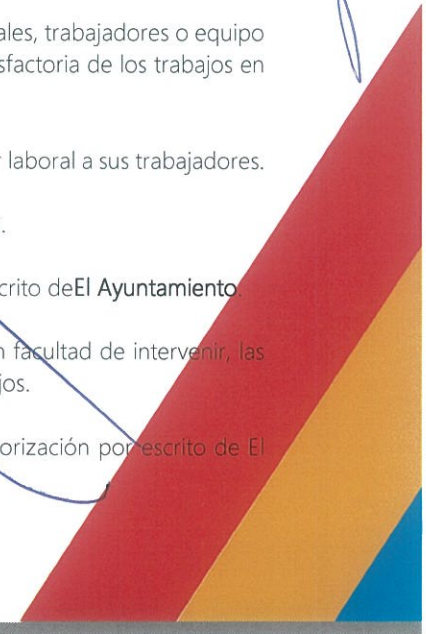 ales, trabajadores o equipo
sfactoria de los trabajos en
laboral a sus trabajadores.
crito deEl Ayuntamiento.
facultad de intervenir, las
jos.
orización por escrito de El